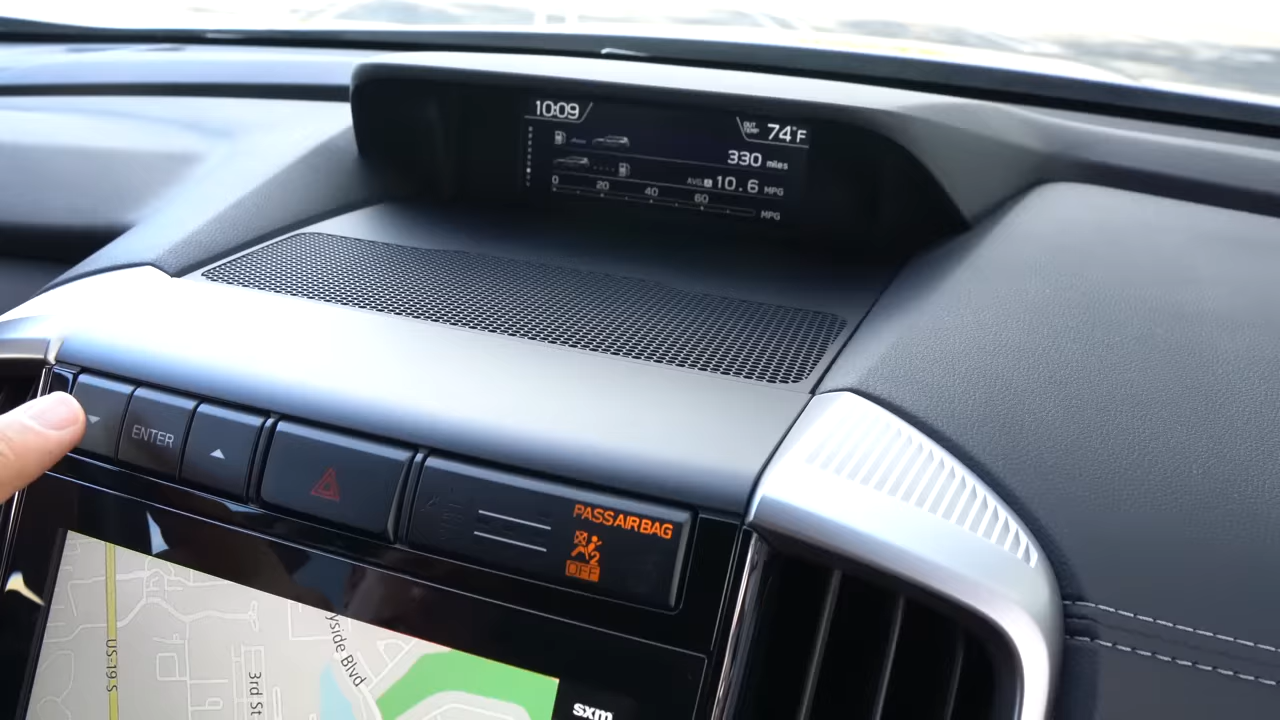 10:09
OUT TEMP 74°F
330 miles
AVG. A 10.6 MPG
0 20 40 60 MPG
ENTER
PASS AIR BAG
2
OFF
US-19 S
3rd St
yside Blvd
sxm